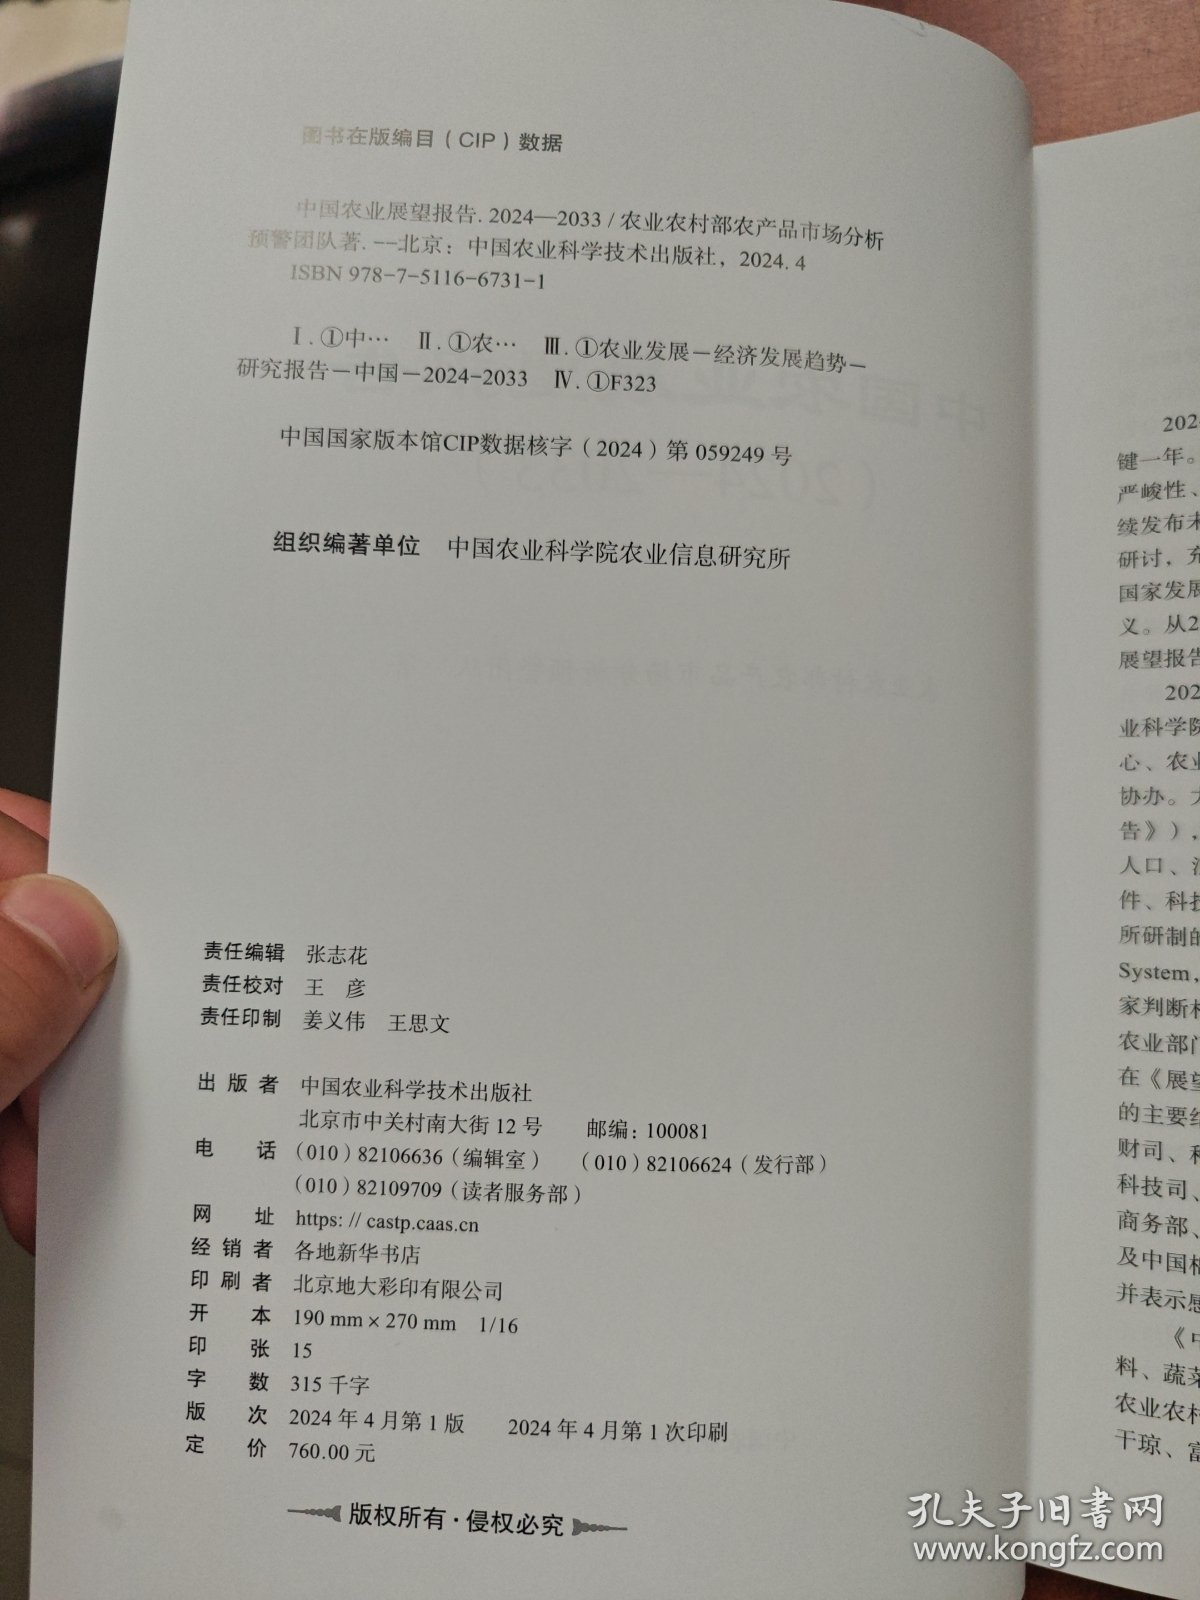 图书在版编目（CIP）数据
中国农业展望报告. 2024—2033 / 农业农村部农产品市场分析
预警团队著. --北京：中国农业科学技术出版社，2024. 4
ISBN 978-7-5116-6731-1
Ⅰ. ①中… Ⅱ. ①农… Ⅲ. ①农业发展－经济发展趋势－
研究报告－中国－2024-2033 Ⅳ. ①F323
中国国家版本馆CIP数据核字（2024）第 059249 号
组织编著单位 中国农业科学院农业信息研究所
责任编辑 张志花
责任校对 王 彦
责任印制 姜义伟 王思文
出 版 者 中国农业科学技术出版社
北京市中关村南大街 12 号 邮编：100081
电 话 （010）82106636（编辑室） （010）82106624（发行部）
（010）82109709（读者服务部）
网 址 https: // castp.caas.cn
经 销 者 各地新华书店
印 刷 者 北京地大彩印有限公司
开 本 190 mm × 270 mm 1/16
印 张 15
字 数 315 千字
版 次 2024 年 4 月第 1 版 2024 年 4 月第 1 次印刷
定 价 760.00 元
版权所有·侵权必究
202
键一年。
严峻性、
续发布未
研讨，充
国家发展
义。从2
展望报告
202
业科学院
心、农业
协办。大
告》），
人口、
件、科技
所研制的
System,
家判断相
农业部门
在《展望
的主要结
财司、种
科技司、
商务部、
及中国相
并表示感
《中
料、蔬菜
农业农村
干琼、富
孔夫子旧书网
www.kongfz.com